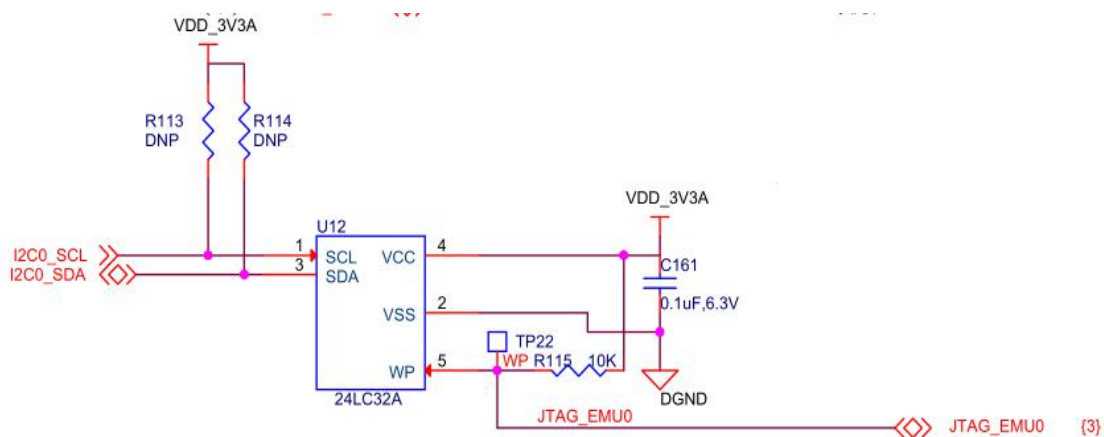 VDD_3V3A
R113
DNP
R114
DNP
VDD_3V3A
U12
I2C0_SCL
1
SCL
VCC
4
I2C0_SDA
3
SDA
C161
0.1uF,6.3V
VSS
2
TP22
WP
R115
10K
WP
5
DGND
24LC32A
JTAG_EMU0
JTAG_EMU0
{3}